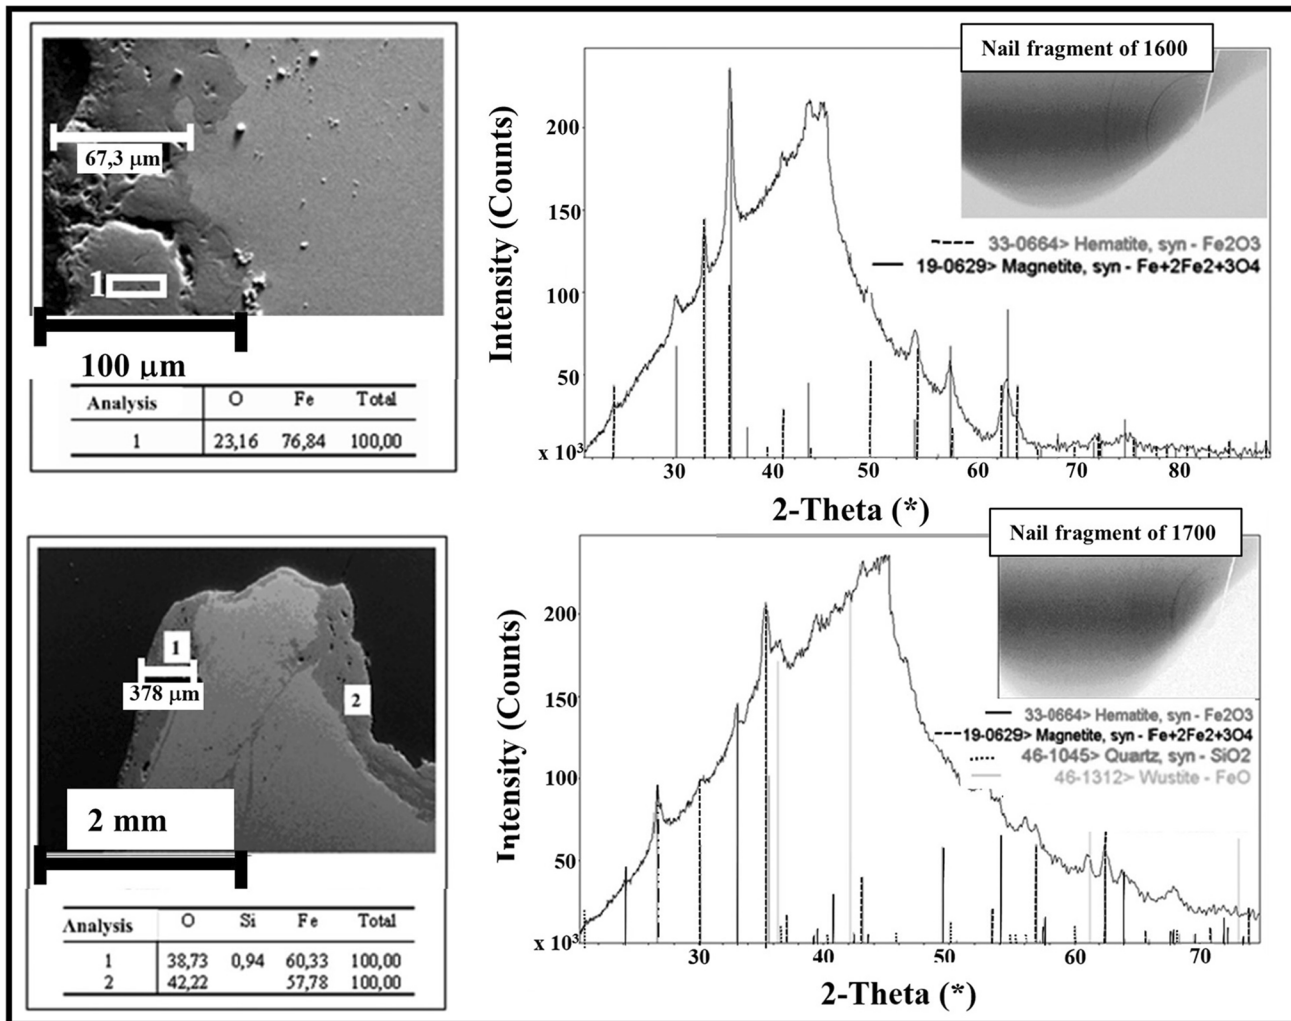 67,3 μm
1
100 μm
Analysis O Fe Total
1 23,16 76,84 100,00
Intensity (Counts)
200
150
100
50
x 10³
30 40 50 60 70 80
2-Theta (*)
Nail fragment of 1600
33-0664> Hematite, syn - Fe2O3
19-0629> Magnetite, syn - Fe+2Fe2+3O4
1
378 μm
2
2 mm
Analysis O Si Fe Total
1 38,73 0,94 60,33 100,00
2 42,22 57,78 100,00
Intensity (Counts)
200
150
100
50
x 10³
30 40 50 60 70
2-Theta (*)
Nail fragment of 1700
33-0664> Hematite, syn - Fe2O3
19-0629> Magnetite, syn - Fe+2Fe2+3O4
46-1045> Quartz, syn - SiO2
46-1312> Wustite - FeO